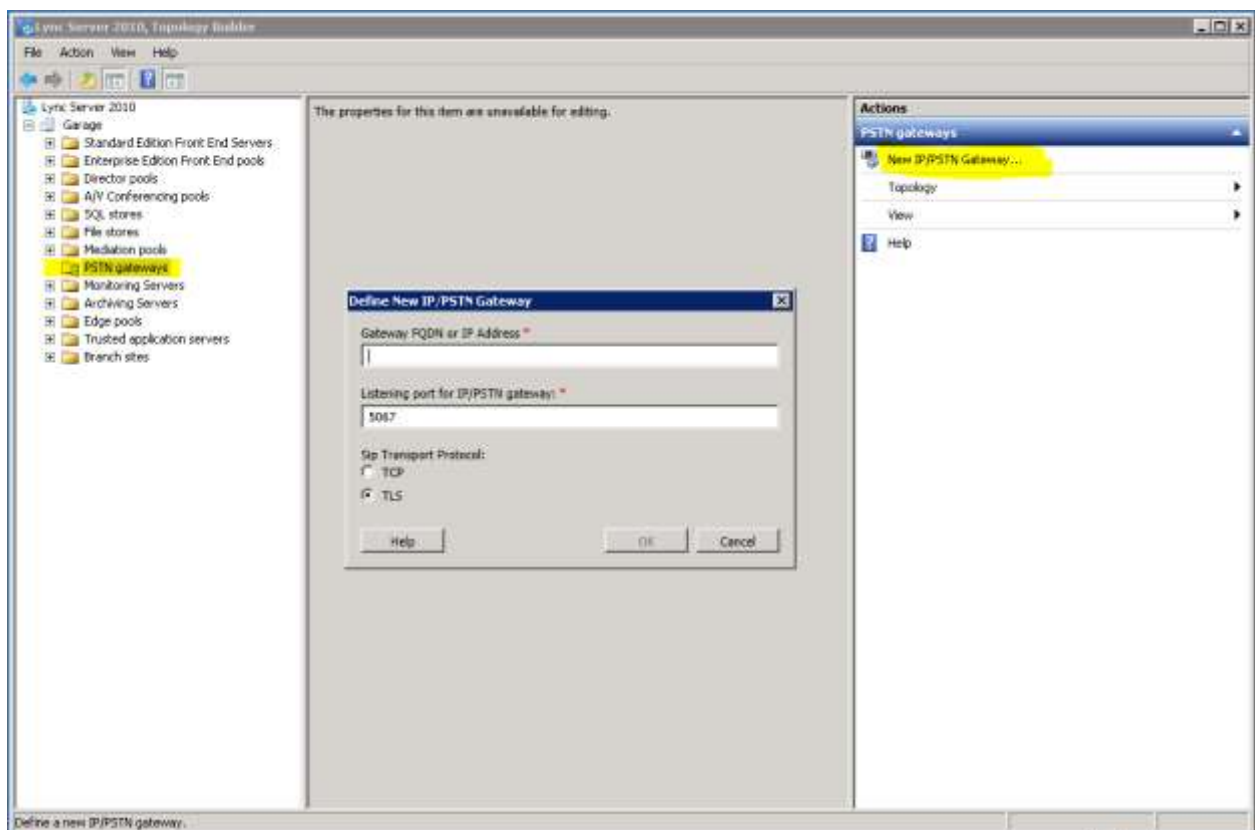 Lync Server 2010, Topology Builder
File Action View Help
Lync Server 2010
Garage
Standard Edition Front End Servers
Enterprise Edition Front End pools
Director pools
A/V Conferencing pools
SQL stores
File stores
Mediation pools
PSTN gateways
Monitoring Servers
Archiving Servers
Edge pools
Trusted application servers
Branch sites
The properties for this item are unavailable for editing.
Define New IP/PSTN Gateway
Gateway FQDN or IP Address *
Listening port for IP/PSTN gateway: *
5067
Sip Transport Protocol:
TCP
TLS
Help OK Cancel
Actions
PSTN gateways
New IP/PSTN Gateway...
Topology
View
Help
Define a new IP/PSTN gateway.